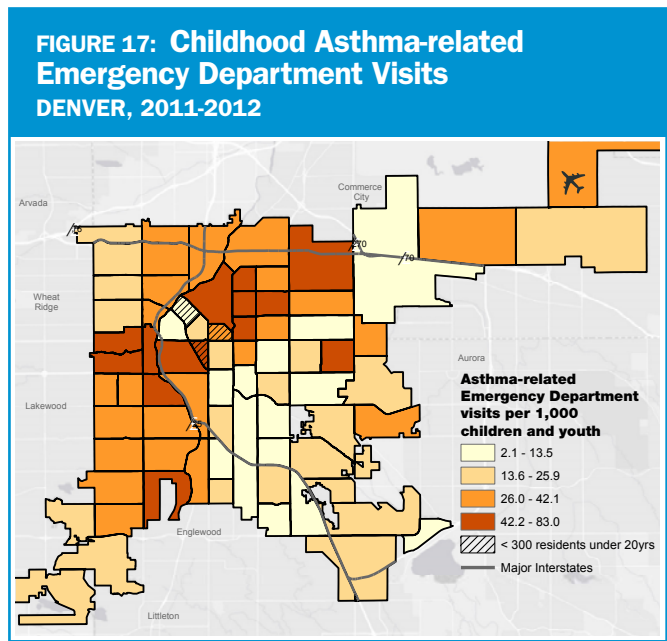 FIGURE 17: Childhood Asthma-related
Emergency Department Visits
DENVER, 2011-2012
Commerce
City
Arvada
76
270
70
Wheat
Ridge
Aurora
Asthma-related
Emergency Department
visits per 1,000
children and youth
2.1 - 13.5
13.6 - 25.9
26.0 - 42.1
42.2 - 83.0
< 300 residents under 20yrs
Major Interstates
Lakewood
25
Englewood
Littleton